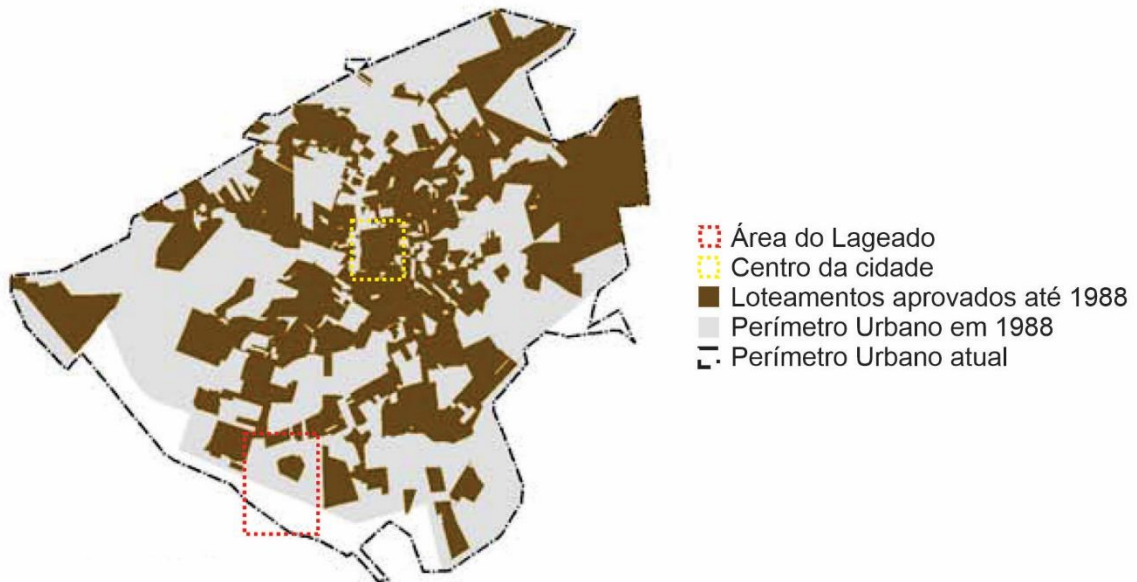 Área do Lageado
Centro da cidade
Loteamentos aprovados até 1988
Perímetro Urbano em 1988
Perímetro Urbano atual